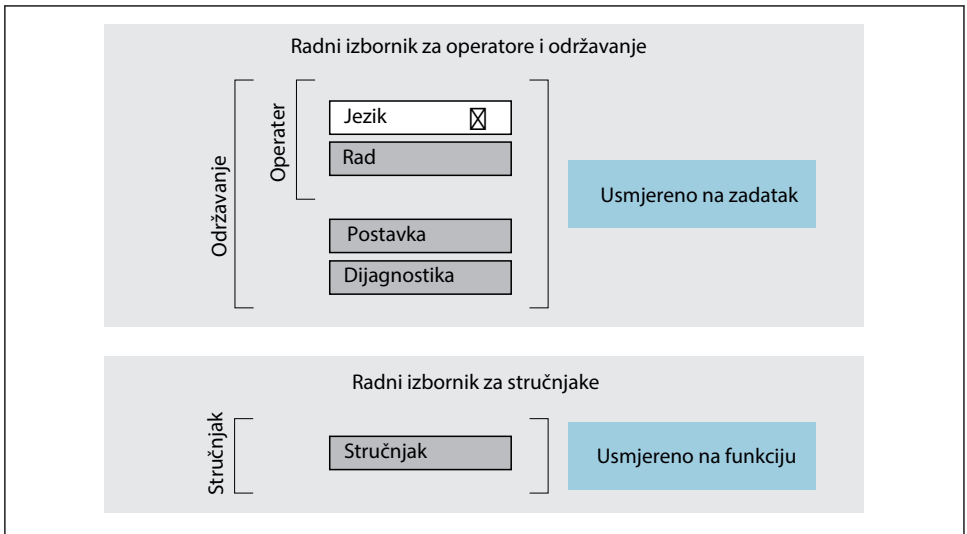 Radni izbornik za operatore i održavanje
Održavanje
Operater
Jezik
Rad
Postavka
Dijagnostika
Usmjereno na zadatak
Radni izbornik za stručnjake
Stručnjak
Stručnjak
Usmjereno na funkciju